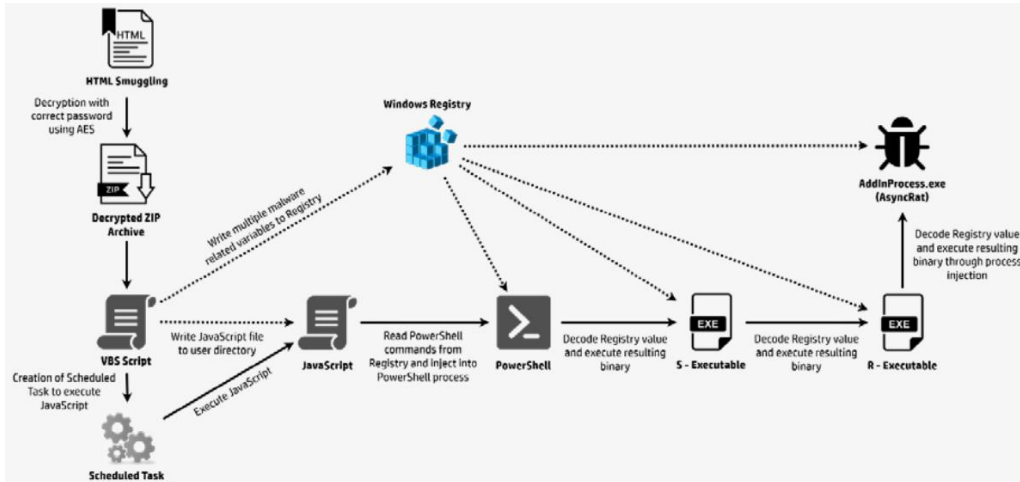 HTML
HTML Smuggling
Decryption with
correct password
using AES
ZIP
Decrypted ZIP
Archive
Windows Registry
AddInProcess.exe
(AsyncRat)
Write multiple malware
related variables to Registry
Decode Registry value
and execute resulting
binary through process
injection
VBS Script
Write JavaScript file
to user directory
JavaScript
Read PowerShell
commands from
Registry and inject into
PowerShell process
PowerShell
Decode Registry value
and execute resulting
binary
EXE
S - Executable
Decode Registry value
and execute resulting
binary
EXE
R - Executable
Creation of Scheduled
Task to execute
JavaScript
Execute JavaScript
Scheduled Task